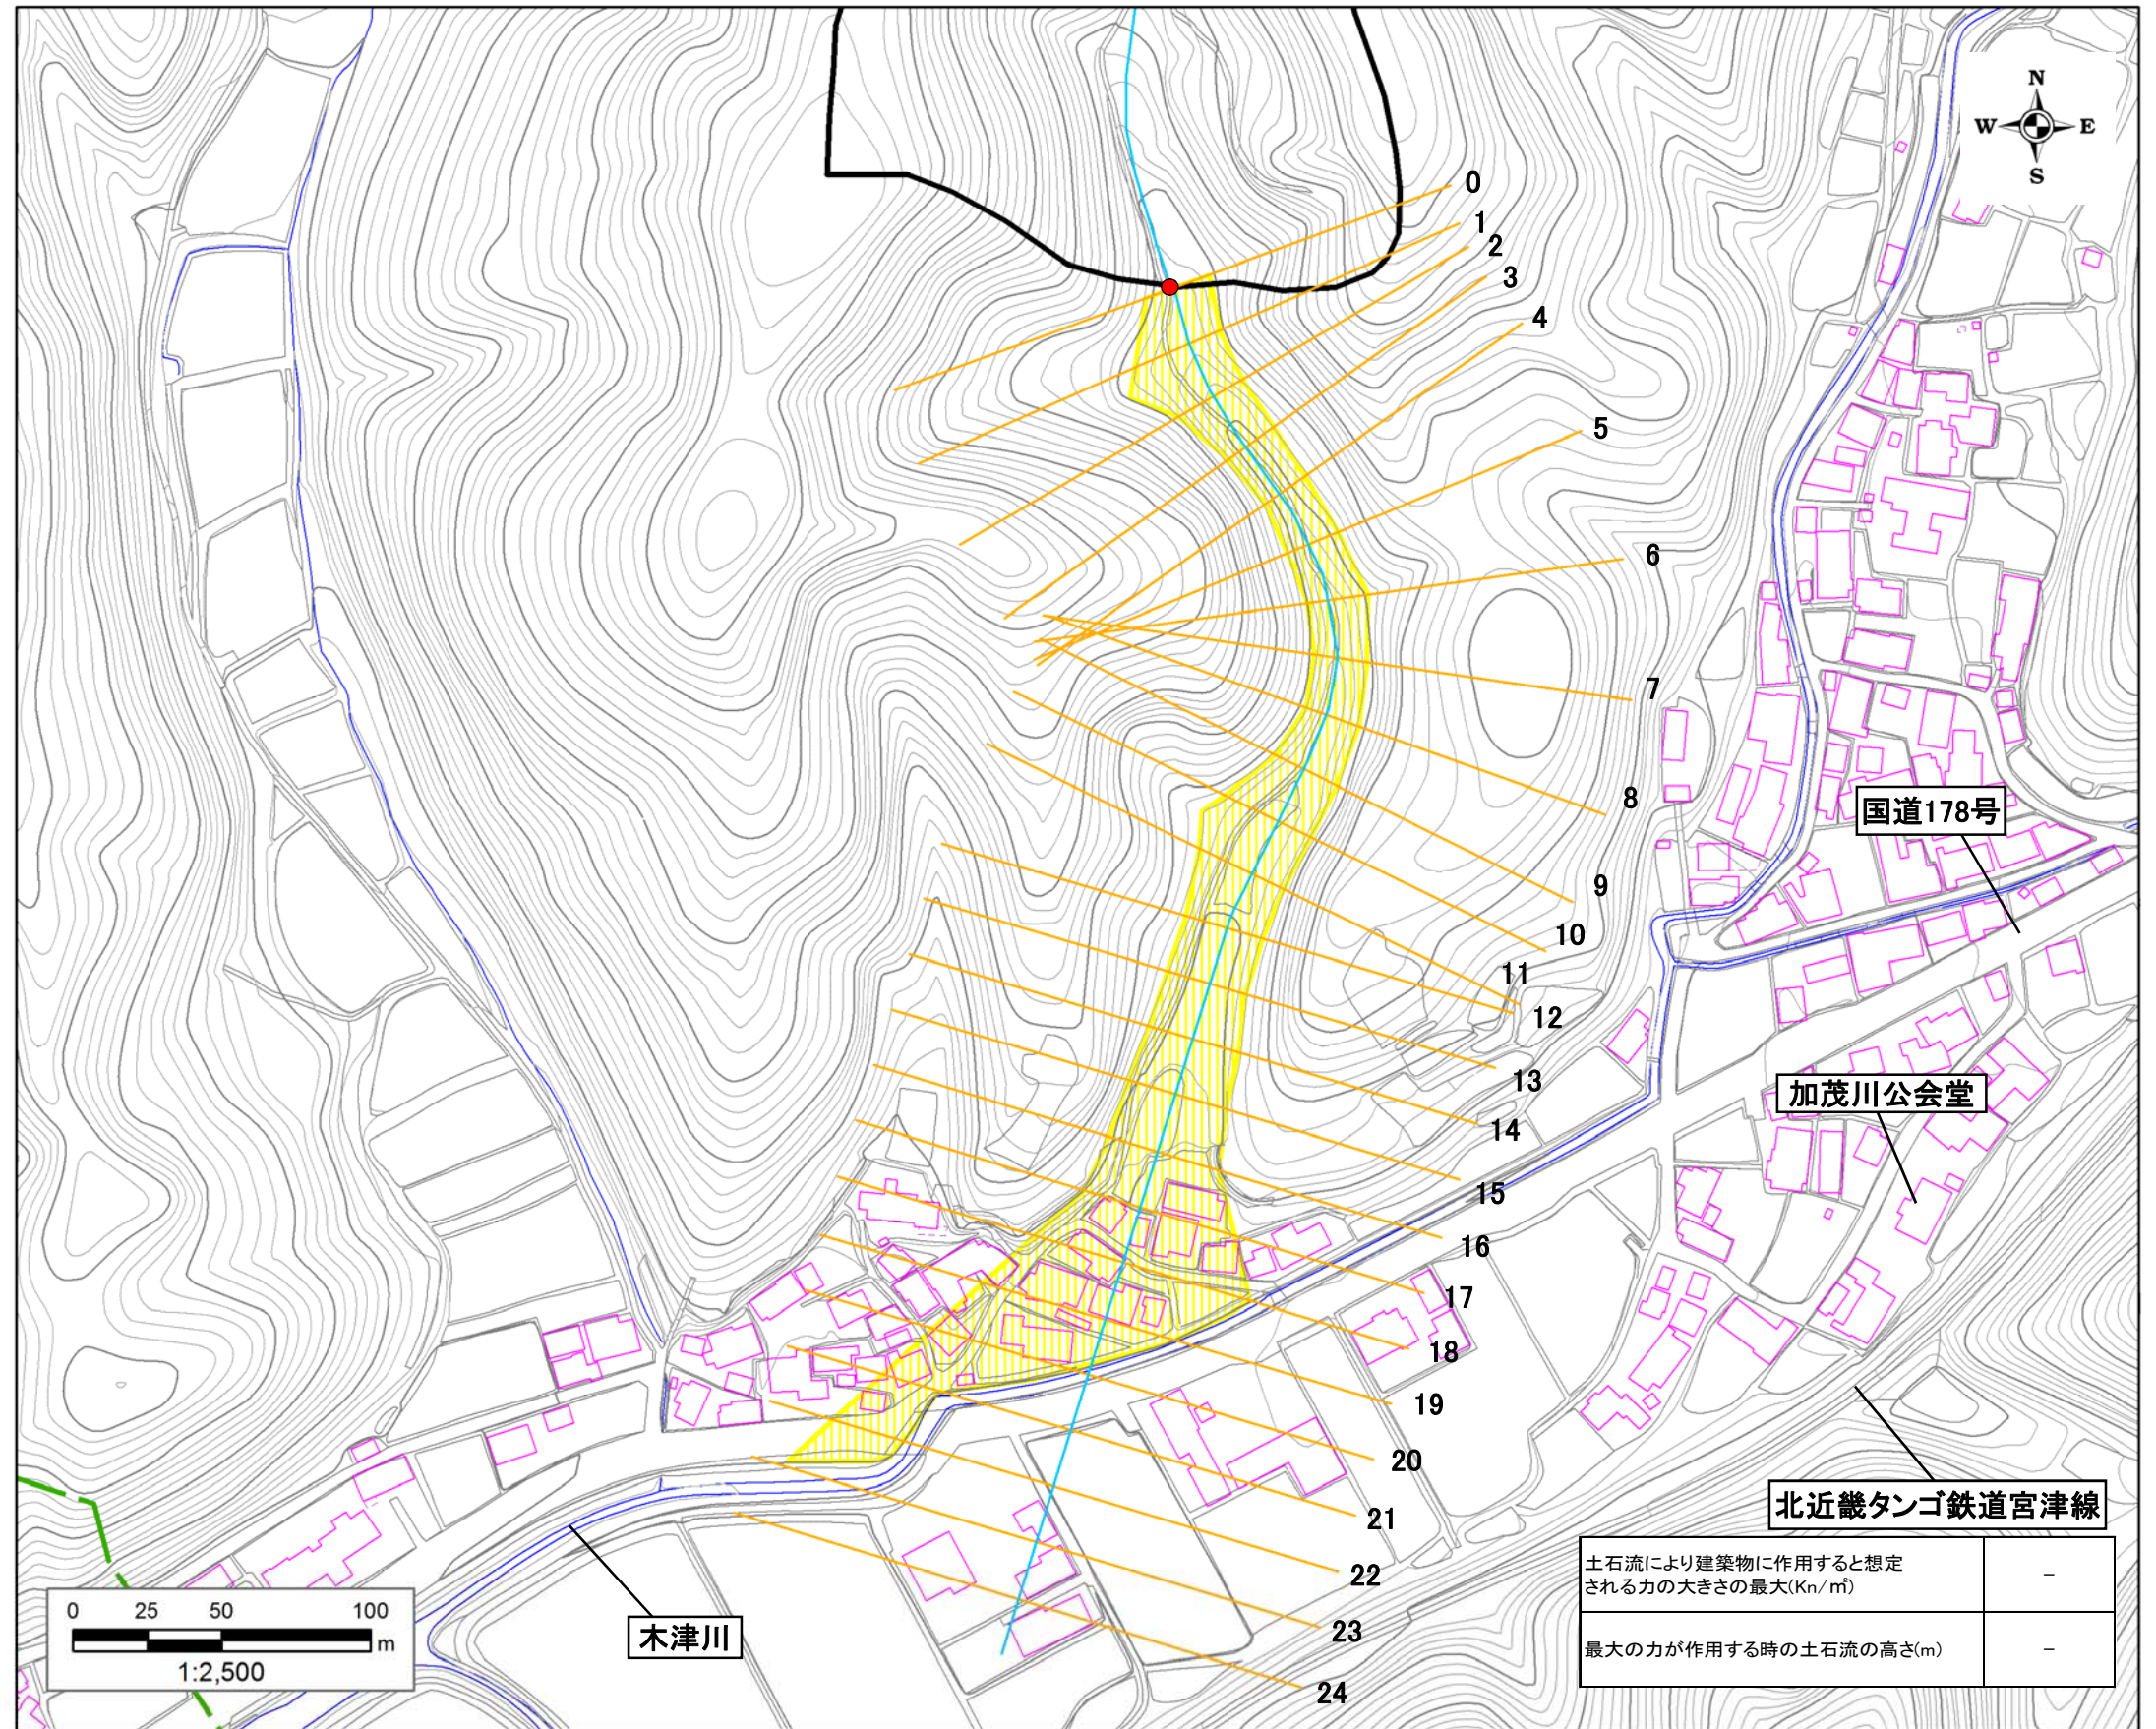 N
W
E
S
0
1
2
3
4
5
6
7
8
国道178号
9
10
11
12
13
加茂川公会堂
14
15
16
17
18
19
20
21
北近畿タンゴ鉄道宮津線
22
土石流により建築物に作用すると想定
される力の大きさの最大(Kn/㎡)
－
23
最大の力が作用する時の土石流の高さ(m)
－
24
木津川
0 25 50 100
m
1:2,500